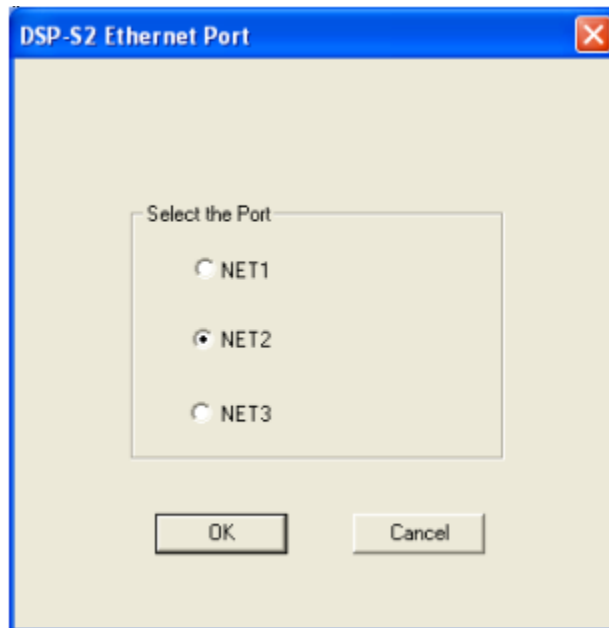 DSP-S2 Ethernet Port
Select the Port
NET1
NET2
NET3
OK Cancel